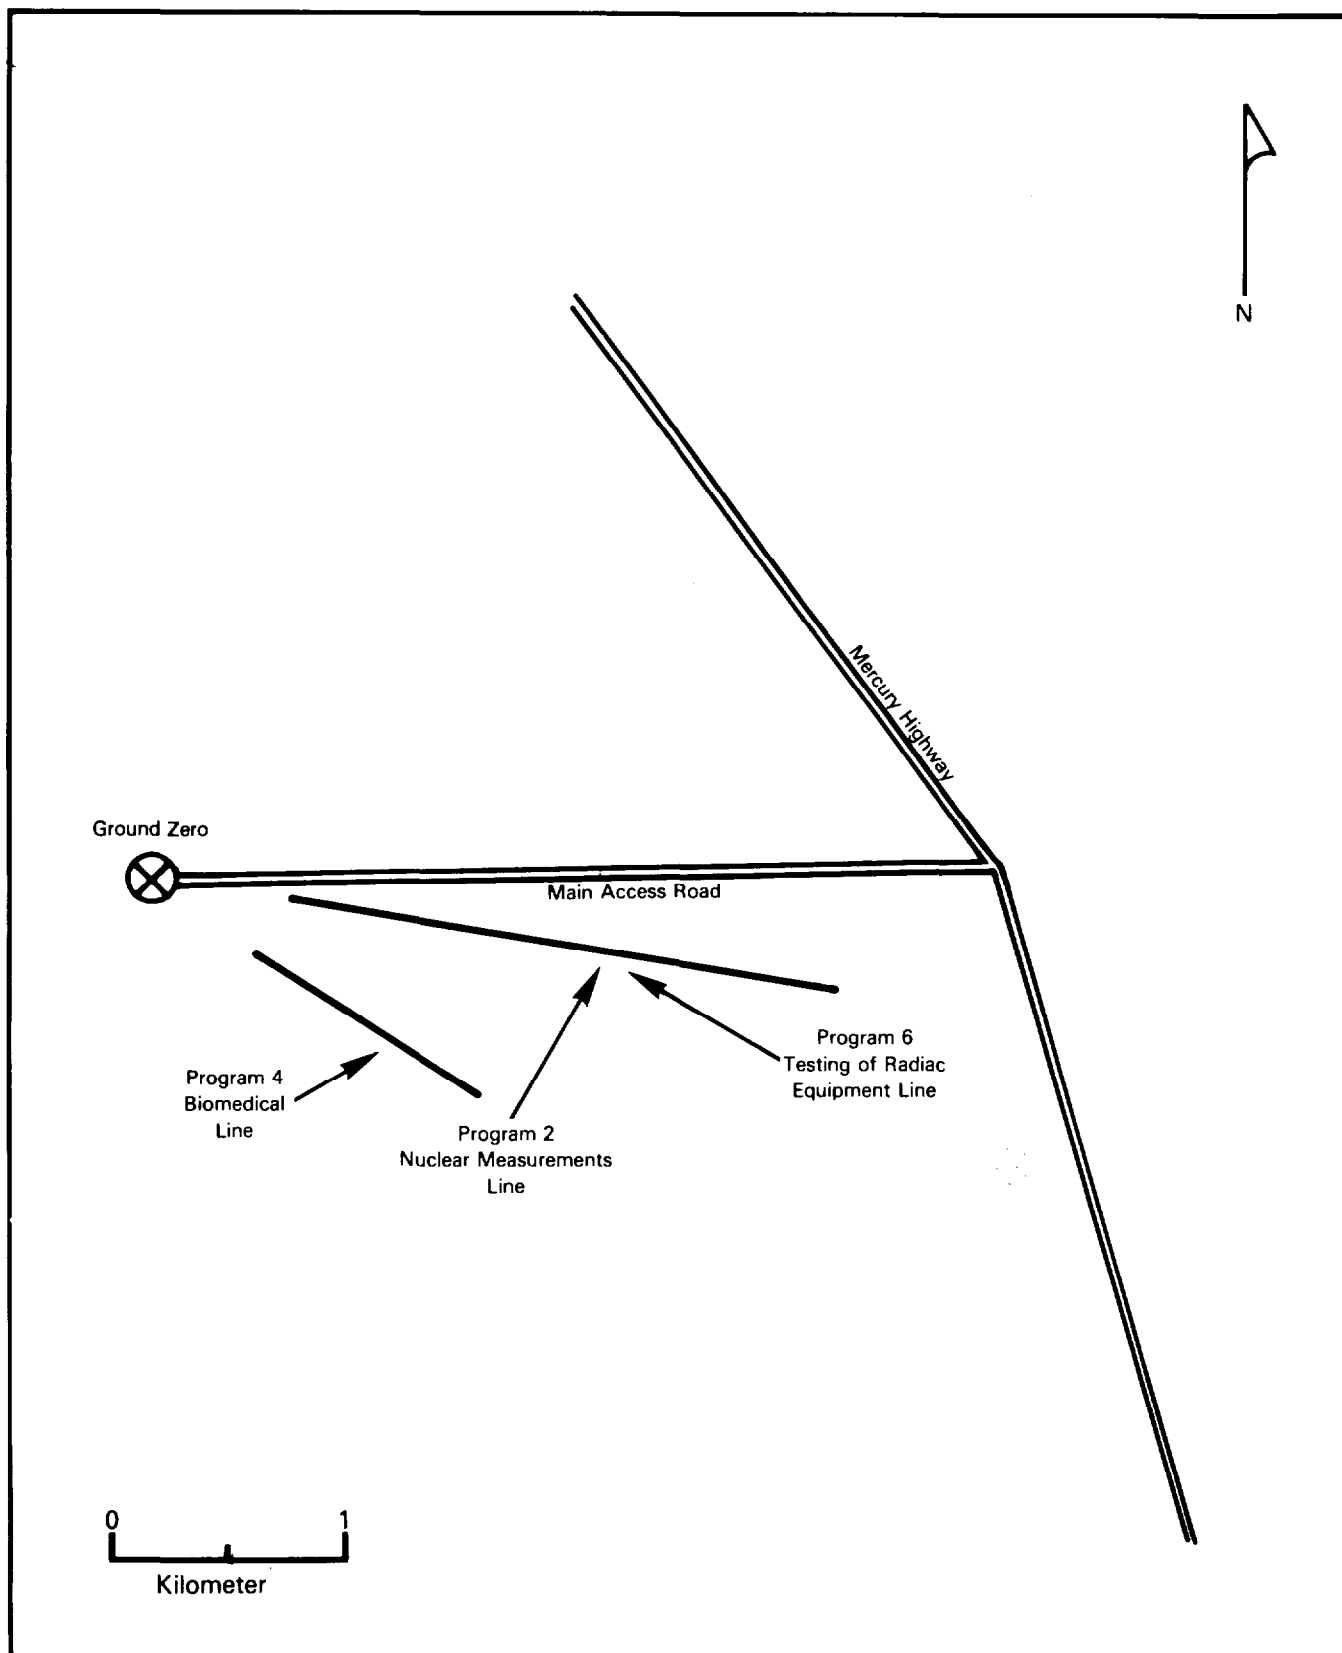 N
Mercury Highway
Ground Zero
Main Access Road
Program 6
Testing of Radiac
Equipment Line
Program 4
Biomedical
Line
Program 2
Nuclear Measurements
Line
0 1
Kilometer